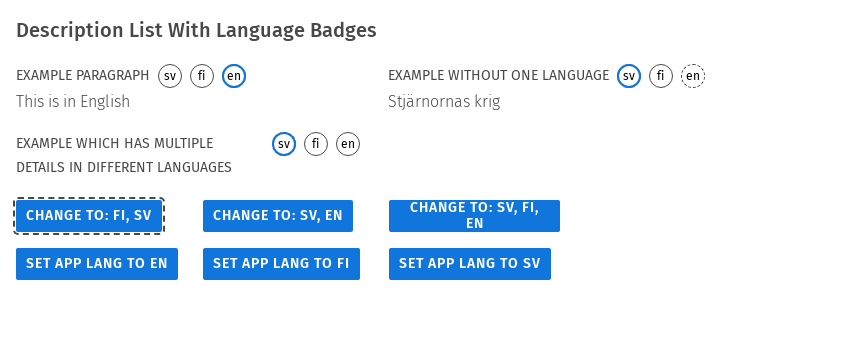 Description List With Language Badges
EXAMPLE PARAGRAPH sv fi en
This is in English
EXAMPLE WITHOUT ONE LANGUAGE sv fi en
Stjärnornas krig
EXAMPLE WHICH HAS MULTIPLE sv fi en
DETAILS IN DIFFERENT LANGUAGES
CHANGE TO: FI, SV
CHANGE TO: SV, EN
CHANGE TO: SV, FI,
EN
SET APP LANG TO EN
SET APP LANG TO FI
SET APP LANG TO SV